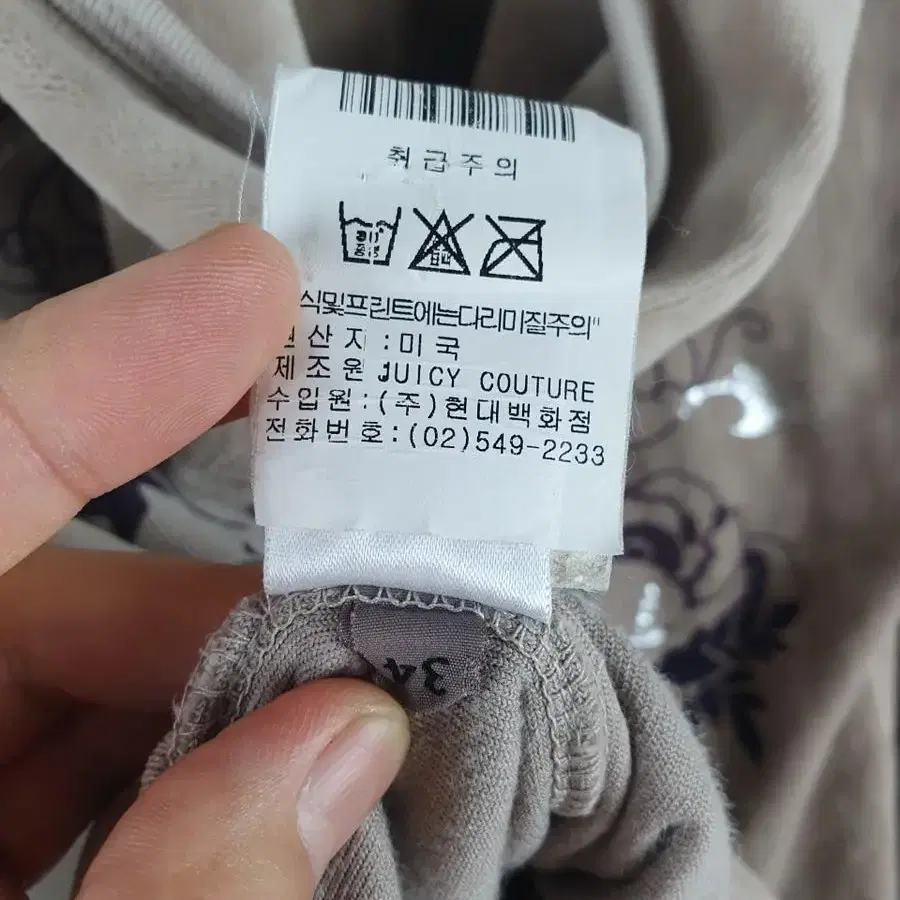 취급주의
식및프린트에는다리미질주의"
산지:미국
제조원 JUICY COUTURE
수입원:(주)현대백화점
전화번호:(02)549-2233
34